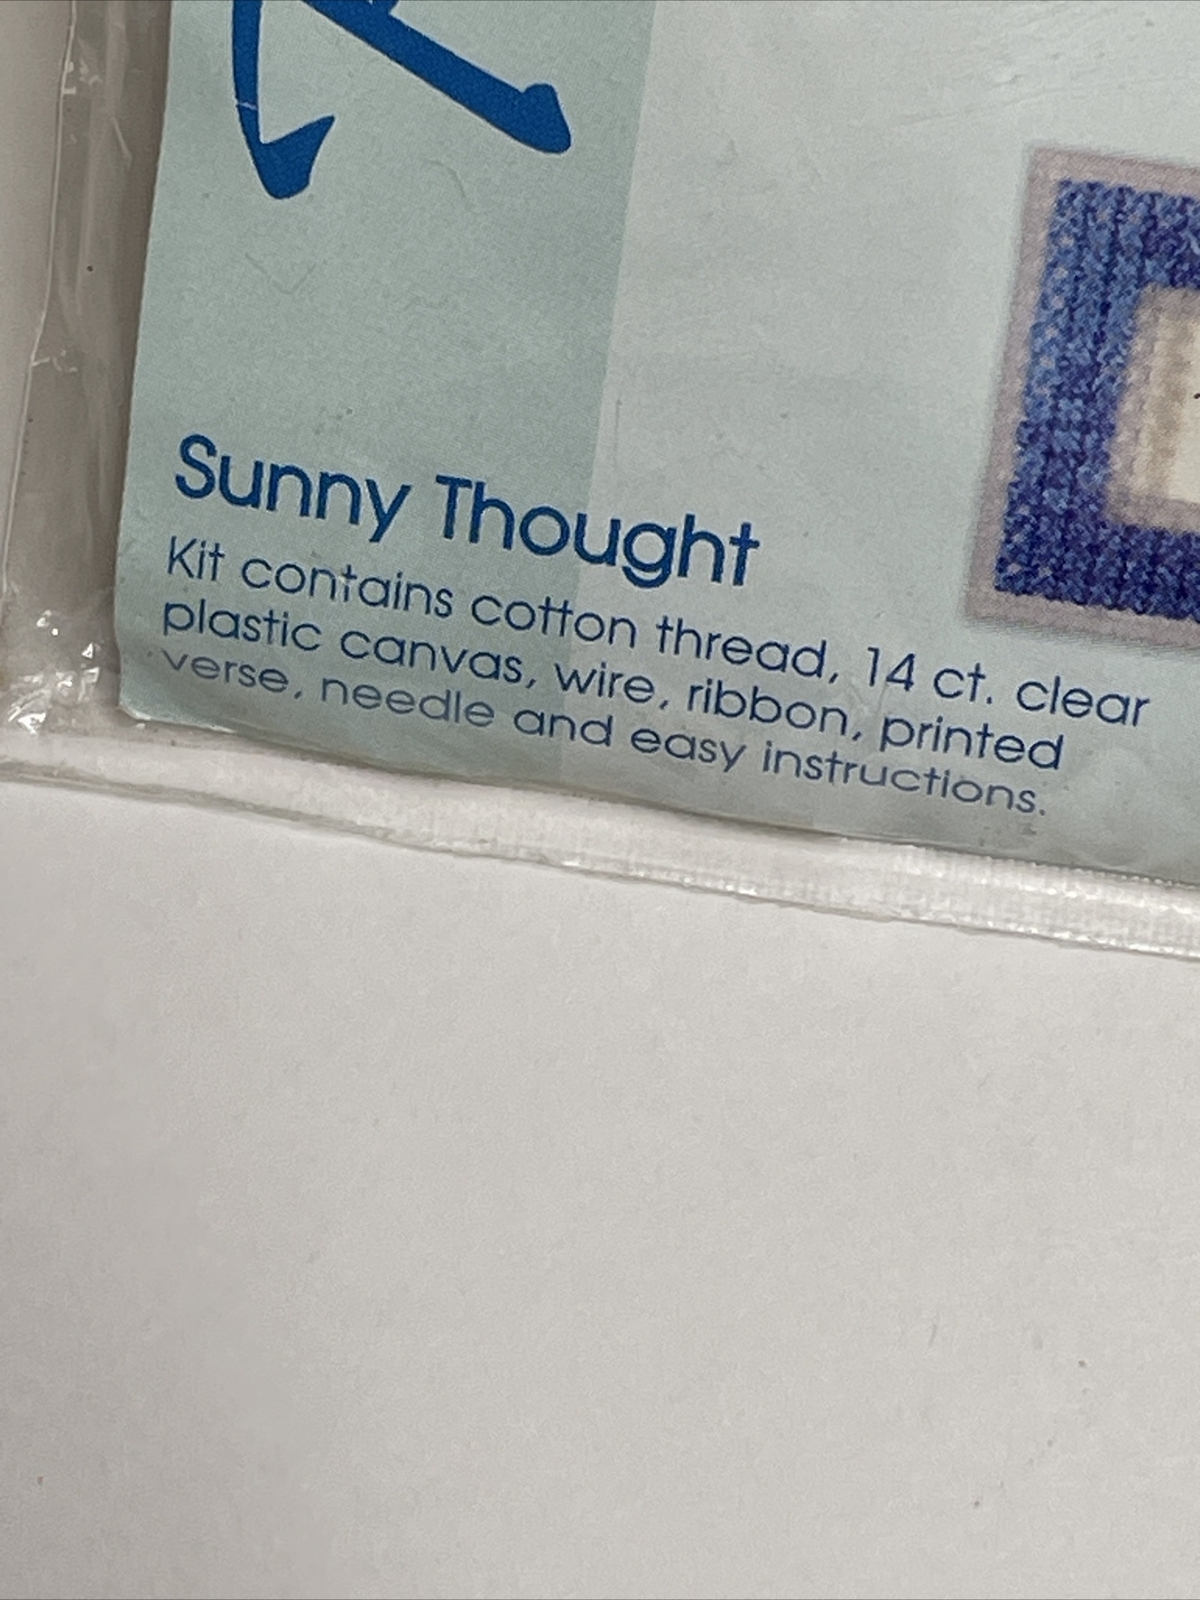 Sunny Thought
Kit contains cotton thread, 14 ct. clear
plastic canvas, wire, ribbon, printed
verse, needle and easy instructions.